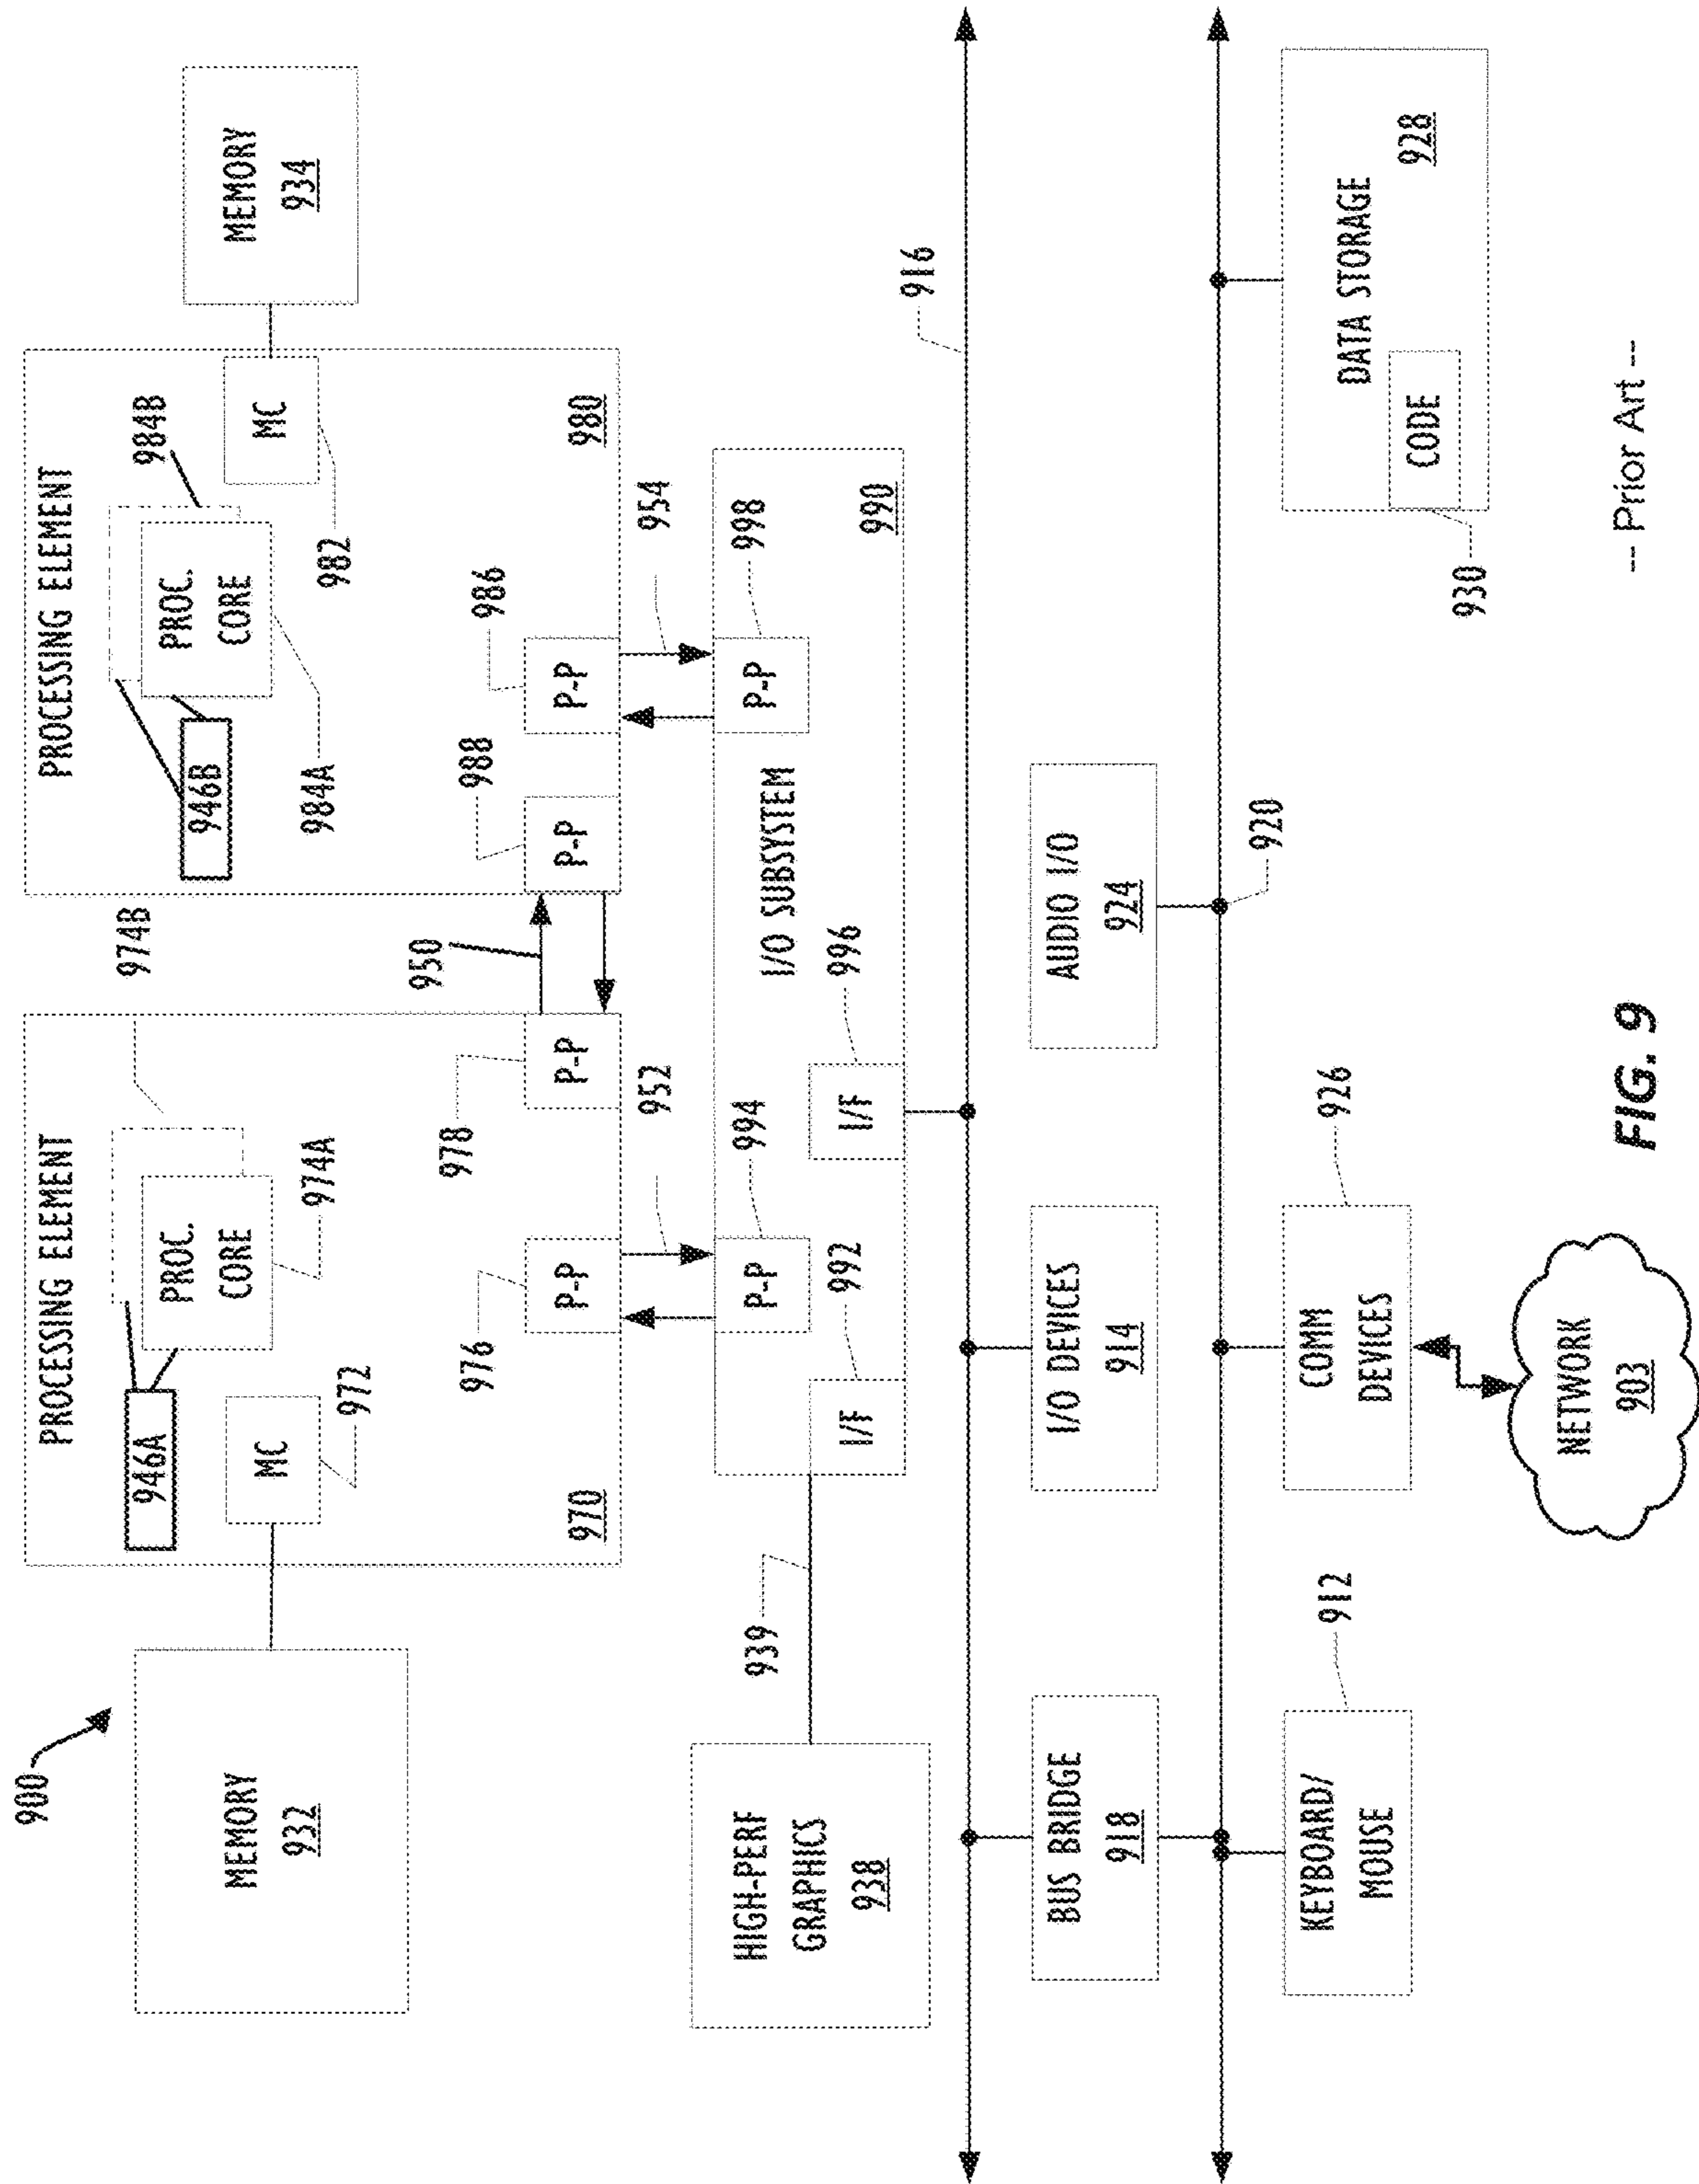 900
MEMORY
932
PROCESSING ELEMENT
946A
PROC.
CORE
974A
974B
MC
972
970
976
P-P
978
P-P
950
PROCESSING ELEMENT
946B
PROC.
CORE
984A
984B
MC
982
980
988
P-P
986
P-P
MEMORY
934
952
954
HIGH-PERF
GRAPHICS
938
939
I/O SUBSYSTEM
990
I/F
992
P-P
994
I/F
996
P-P
998
916
BUS BRIDGE
918
I/O DEVICES
914
AUDIO I/O
924
920
KEYBOARD/
MOUSE
912
COMM
DEVICES
926
DATA STORAGE
928
CODE
930
NETWORK
903
FIG. 9
-- Prior Art --